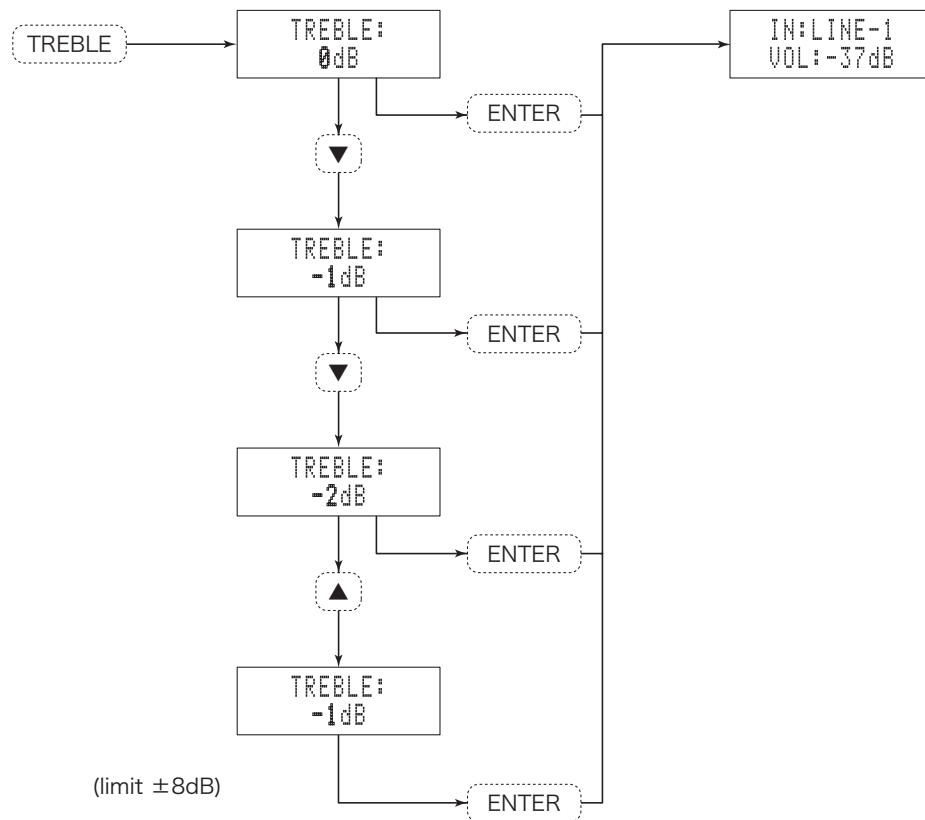 TREBLE
TREBLE:
0dB
IN:LINE-1
VOL:-37dB
ENTER
▼
TREBLE:
-1dB
ENTER
▼
TREBLE:
-2dB
ENTER
▲
TREBLE:
-1dB
(limit ±8dB)
ENTER